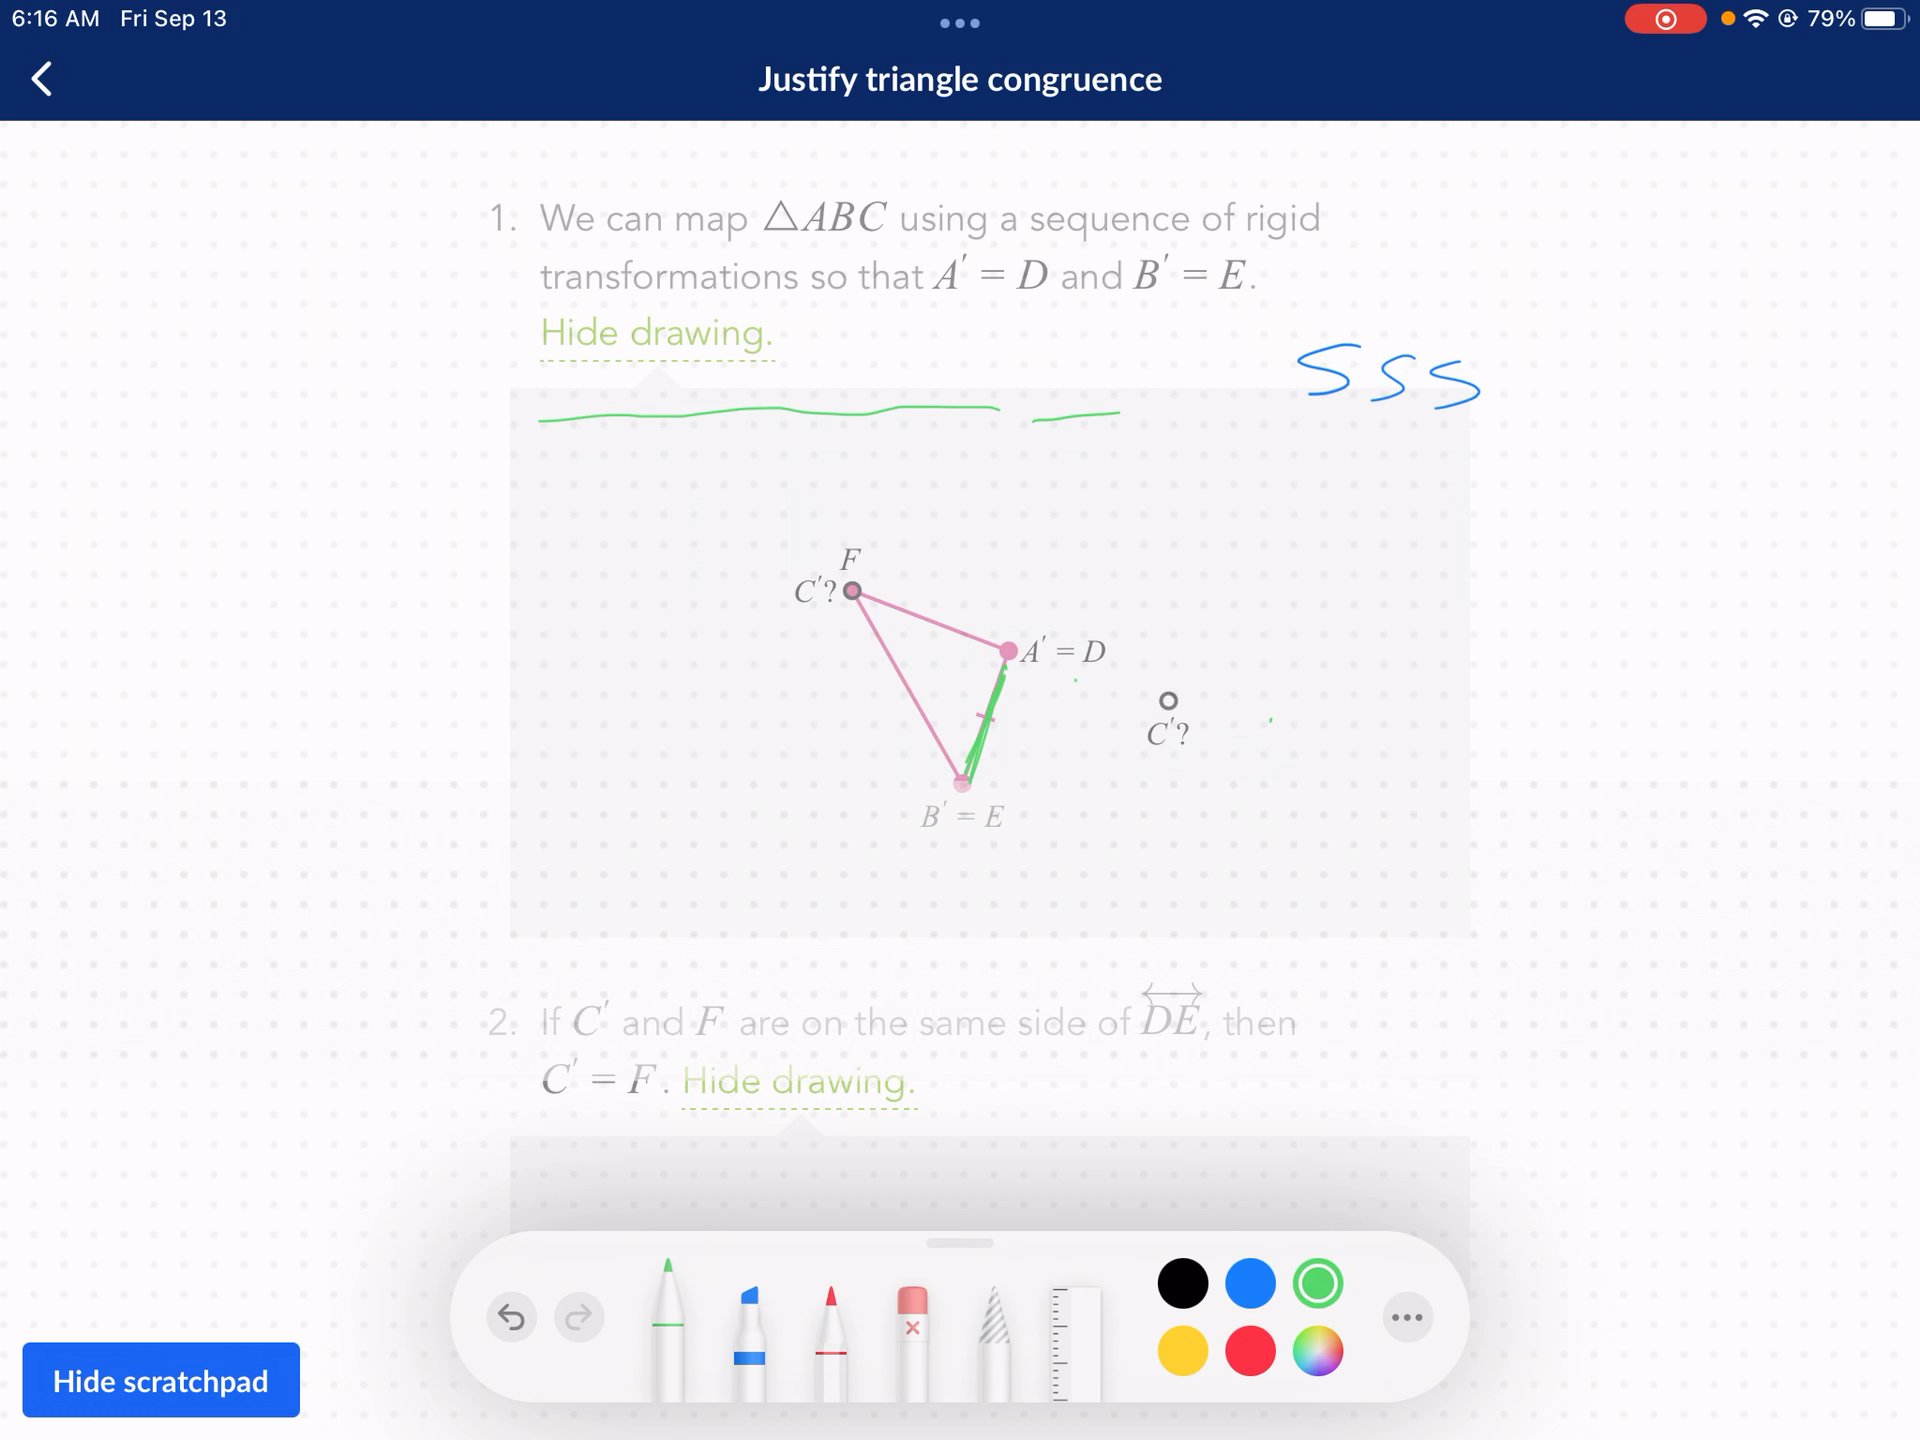 6:16 AM Fri Sep 13
79%
Justify triangle congruence
1. We can map △ABC using a sequence of rigid
transformations so that A′ = D and B′ = E.
Hide drawing.
SSS
F
C′?
A′ = D
C′?
B′ = E
2. If C′ and F are on the same side of DE, then
C′ = F. Hide drawing.
Hide scratchpad